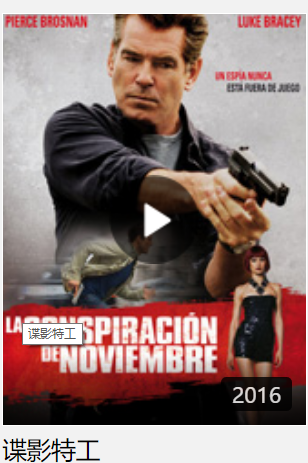 PIERCE BROSNAN LUKE BRACEY
UN ESPÍA NUNCA
ESTÁ FUERA DE JUEGO
LA CONSPIRACIÓN
DE NOVIEMBRE
谍影特工
2016
谍影特工